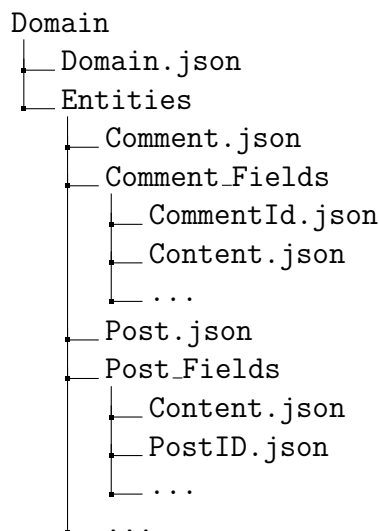 Domain
Domain.json
Entities
Comment.json
Comment_Fields
CommentId.json
Content.json
...
Post.json
Post_Fields
Content.json
PostID.json
...
...